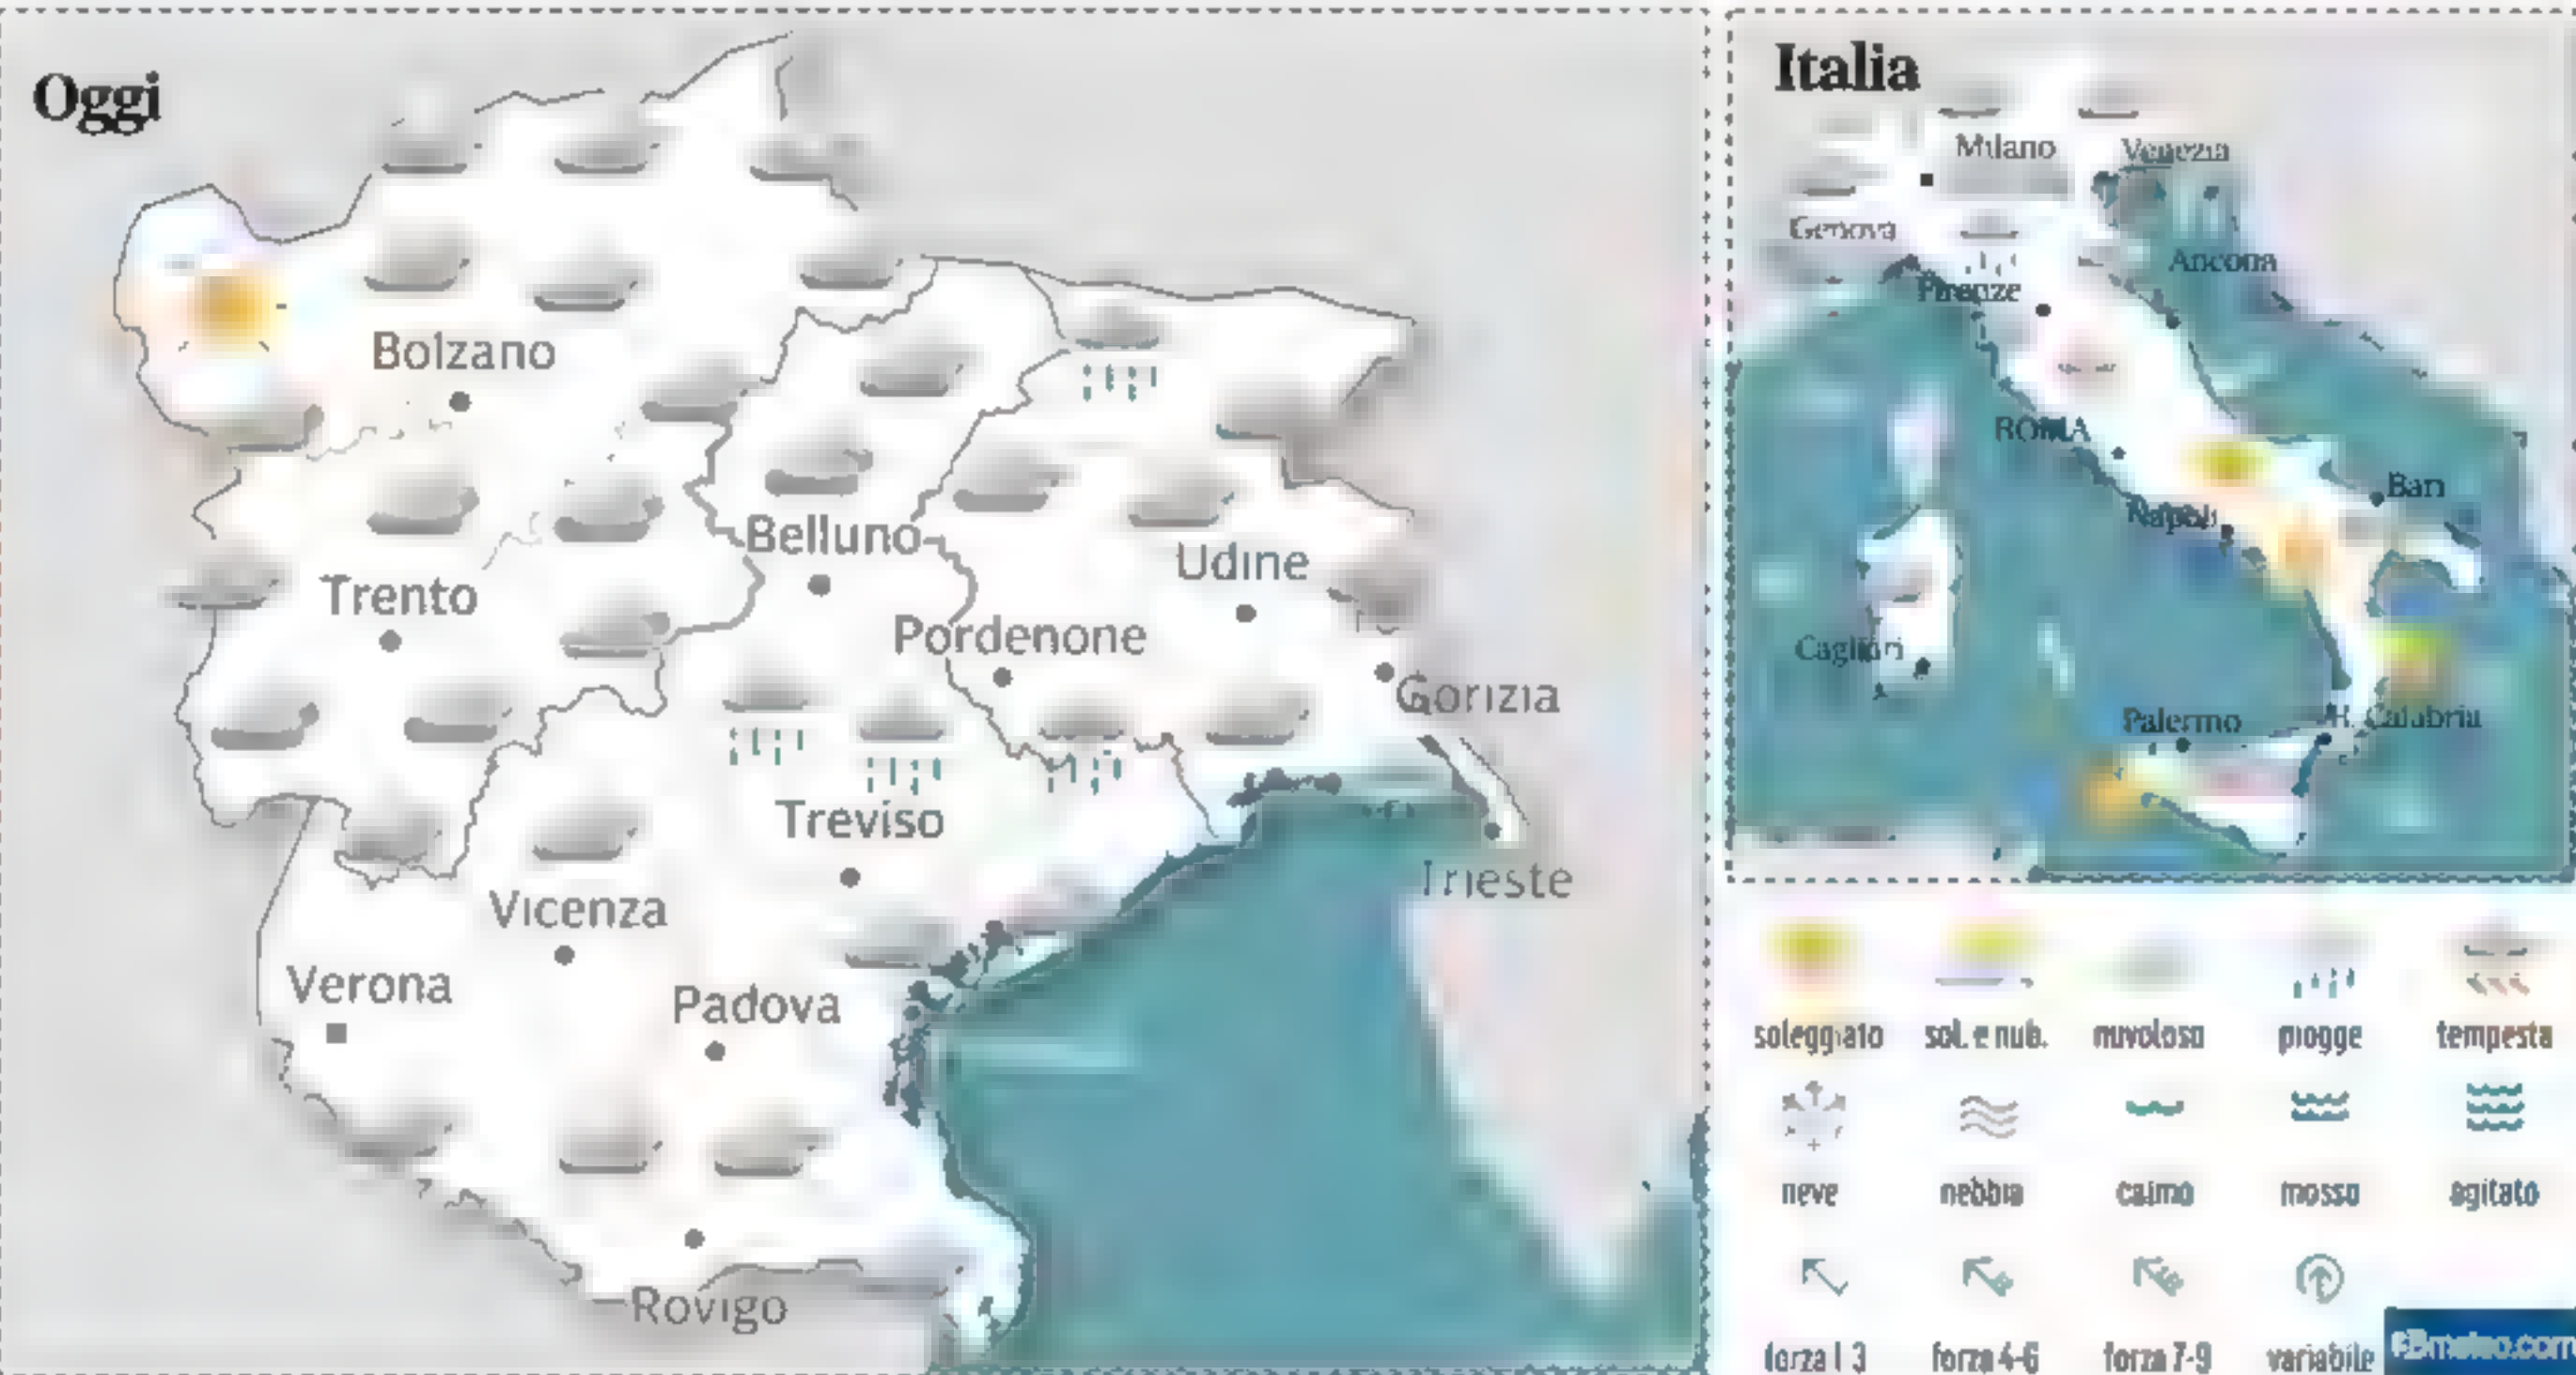 Oggi
Bolzano
Belluno
Udine
Trento
Pordenone
Gorizia
Treviso
Trieste
Vicenza
Verona
Padova
Rovigo
Italia
Milano
Venezia
Genova
Ancona
Firenze
ROMA
Bari
Napoli
Cagliari
Palermo
R. Calabria
soleggiato sol. e nub. nuvoloso piogge tempesta
neve nebbia calmo mosso agitato
forza 1-3 forza 4-6 forza 7-9 variabile
3Bmeteo.com